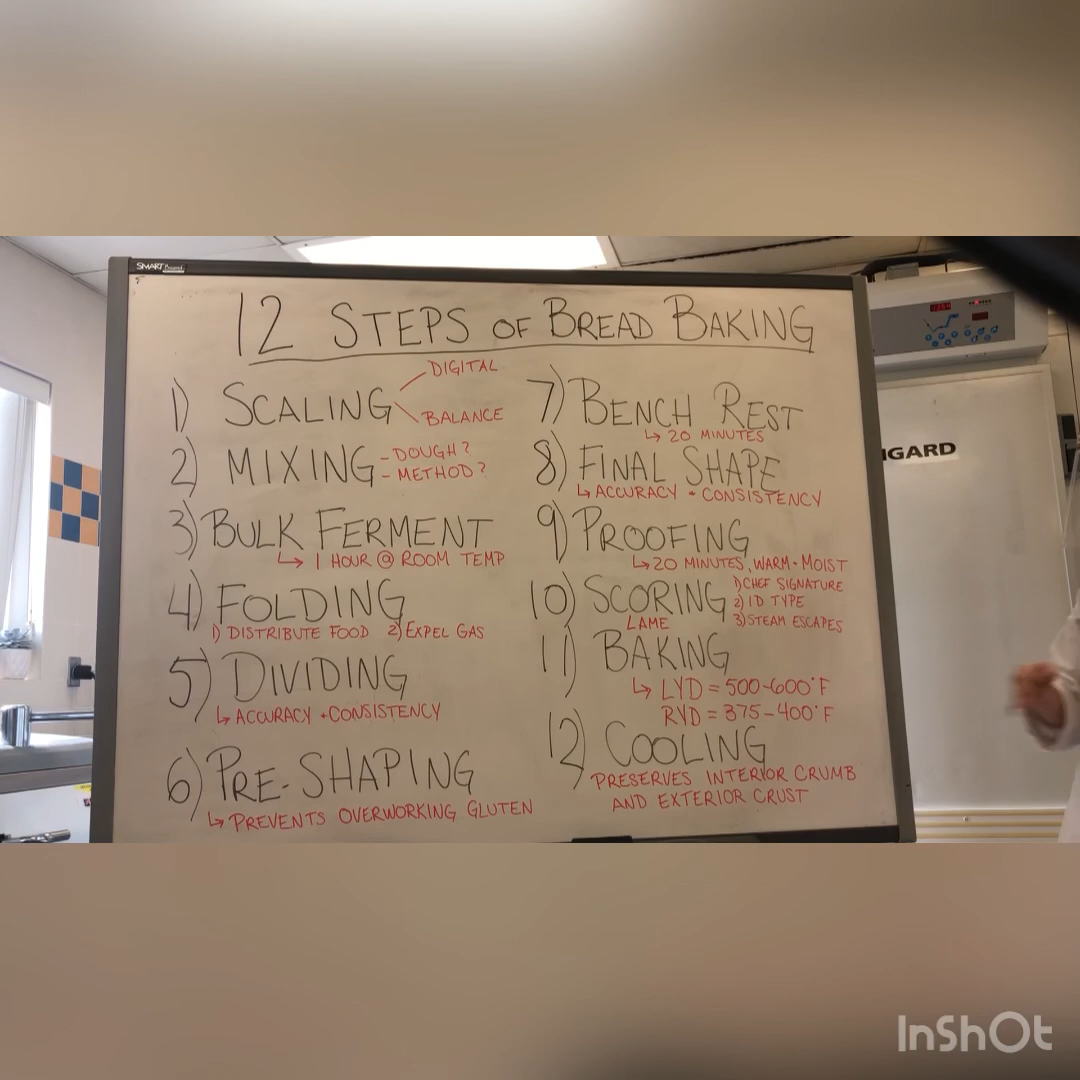 SMART Board
12 STEPS OF BREAD BAKING
1) SCALING
DIGITAL
BALANCE
2) MIXING
- DOUGH?
- METHOD?
3) BULK FERMENT
↳ 1 HOUR @ ROOM TEMP
4) FOLDING
1) DISTRIBUTE FOOD 2) EXPEL GAS
5) DIVIDING
↳ ACCURACY + CONSISTENCY
6) PRE-SHAPING
↳ PREVENTS OVERWORKING GLUTEN
7) BENCH REST
↳ 20 MINUTES
8) FINAL SHAPE
↳ ACCURACY + CONSISTENCY
9) PROOFING
↳ 20 MINUTES, WARM + MOIST
10) SCORING
LAME
1) CHEF SIGNATURE
2) ID TYPE
3) STEAM ESCAPES
11) BAKING
↳ LYD = 500-600°F
RYD = 375-400°F
12) COOLING
PRESERVES INTERIOR CRUMB
AND EXTERIOR CRUST
IGARD
InShOt